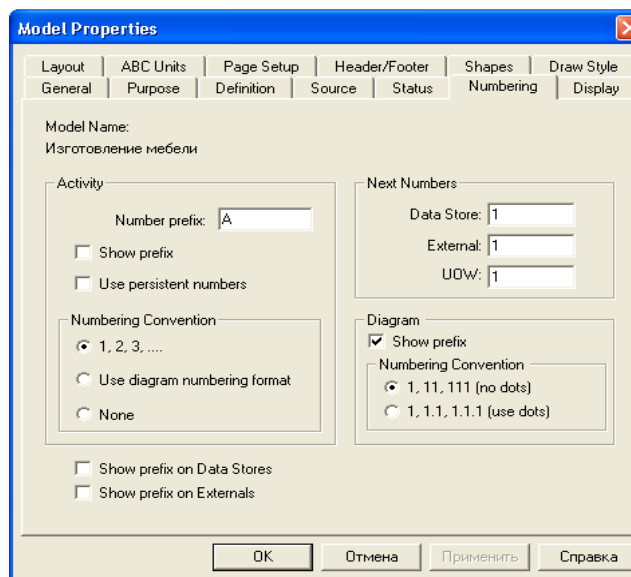 Model Properties
Layout ABC Units Page Setup Header/Footer Shapes Draw Style
General Purpose Definition Source Status Numbering Display
Model Name:
Изготовление мебели
Activity
Number prefix: A
Show prefix
Use persistent numbers
Numbering Convention
1, 2, 3, ....
Use diagram numbering format
None
Next Numbers
Data Store: 1
External: 1
UOW: 1
Diagram
Show prefix
Numbering Convention
1, 11, 111 (no dots)
1, 1.1, 1.1.1 (use dots)
Show prefix on Data Stores
Show prefix on Externals
OK Отмена Применить Справка